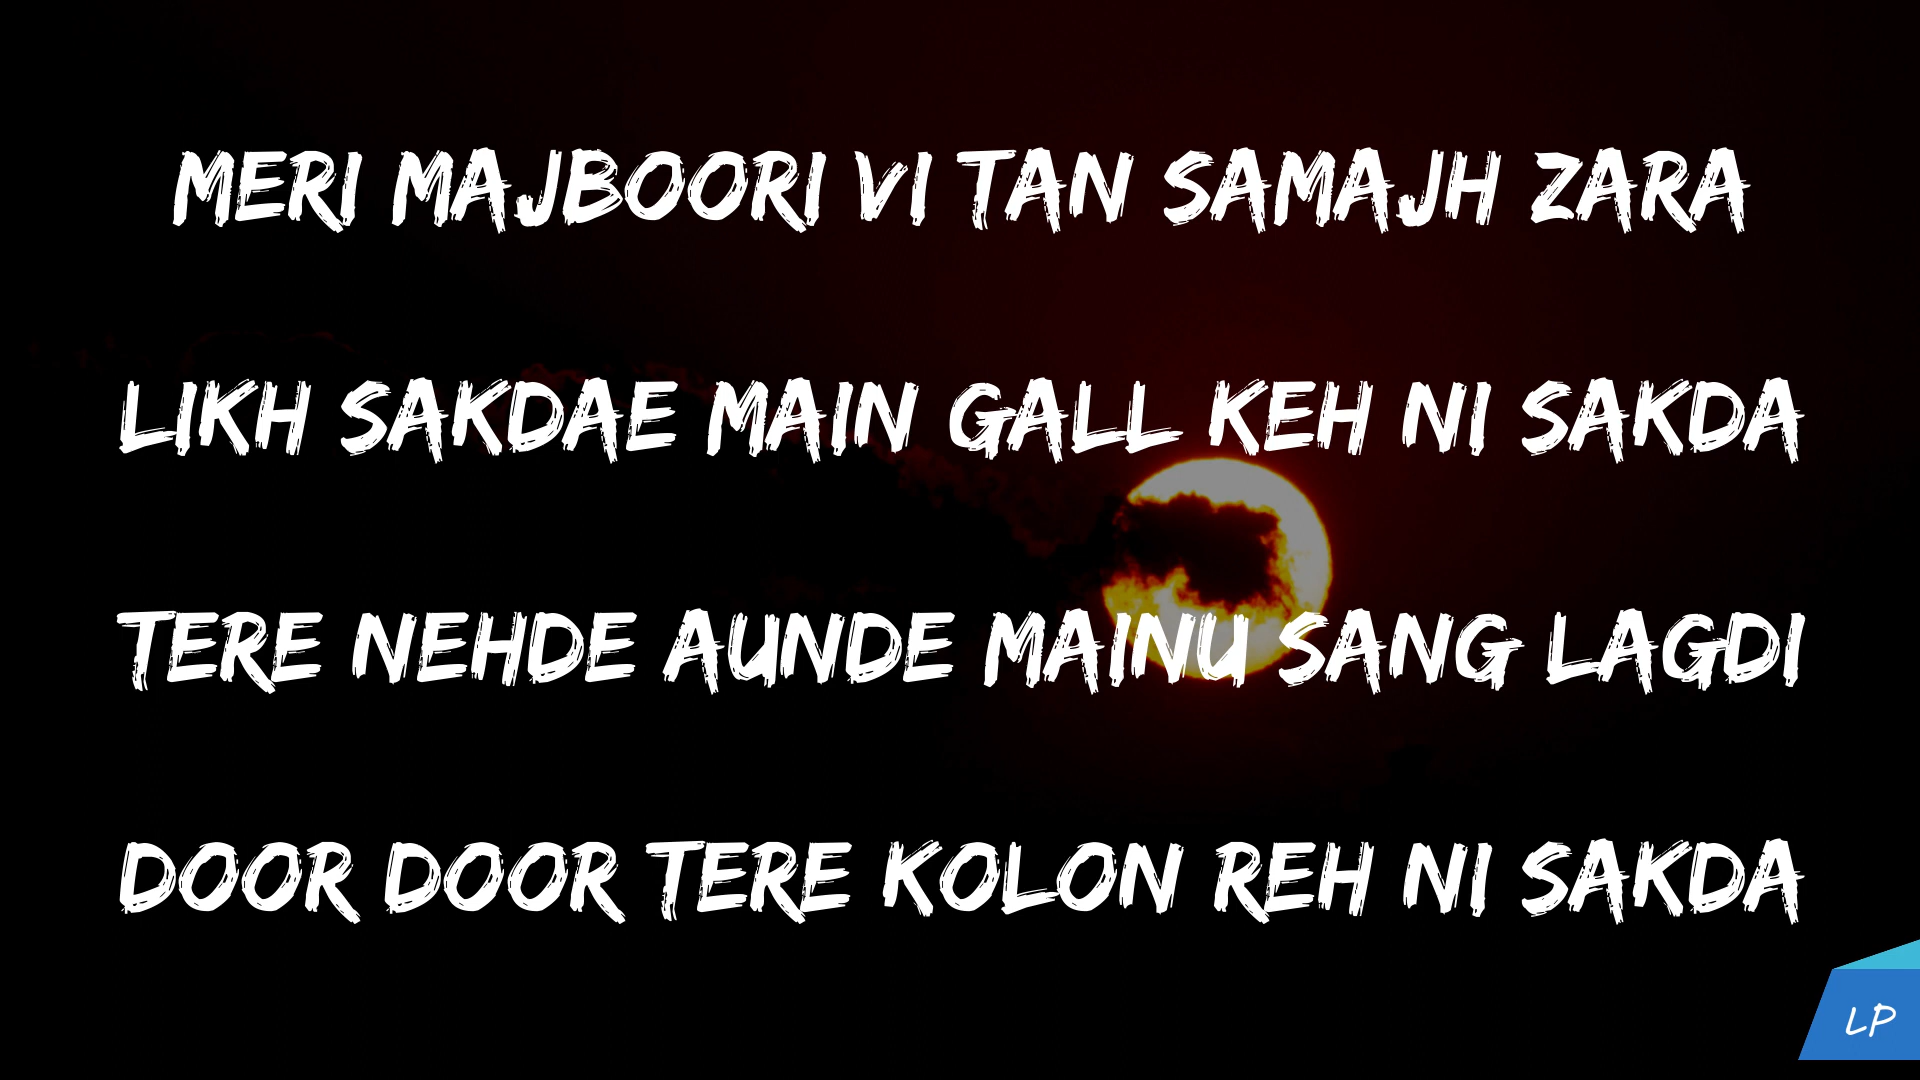 MERI MAJBOORI VI TAN SAMAJH ZARA
LIKH SAKDAE MAIN GALL KEH NI SAKDA
TERE NEHDE AUNDE MAINU SANG LAGDI
DOOR DOOR TERE KOLON REH NI SAKDA
LP